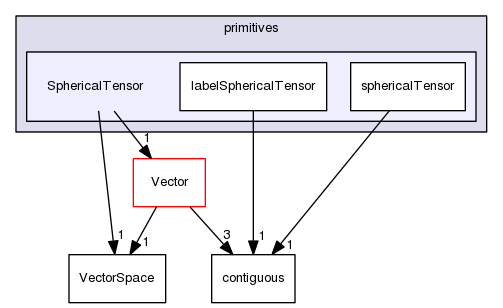 primitives
SphericalTensor
labelSphericalTensor
sphericalTensor
1
Vector
1
1
3
1
1
VectorSpace
contiguous